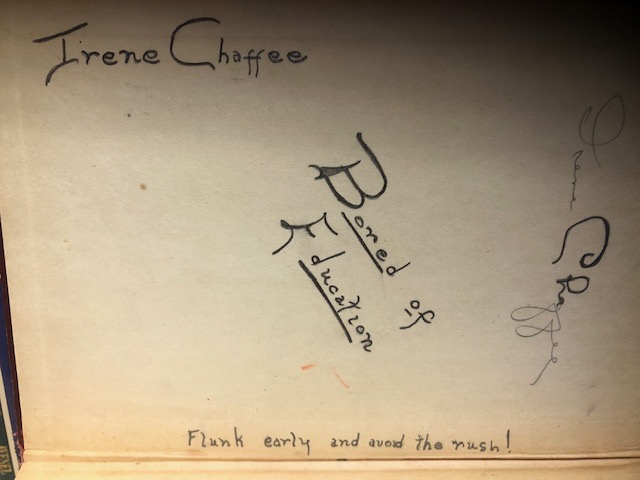 Irene Chaffee
Irene Chaffee
Bored of
Education
Flunk early and avoid the rush!